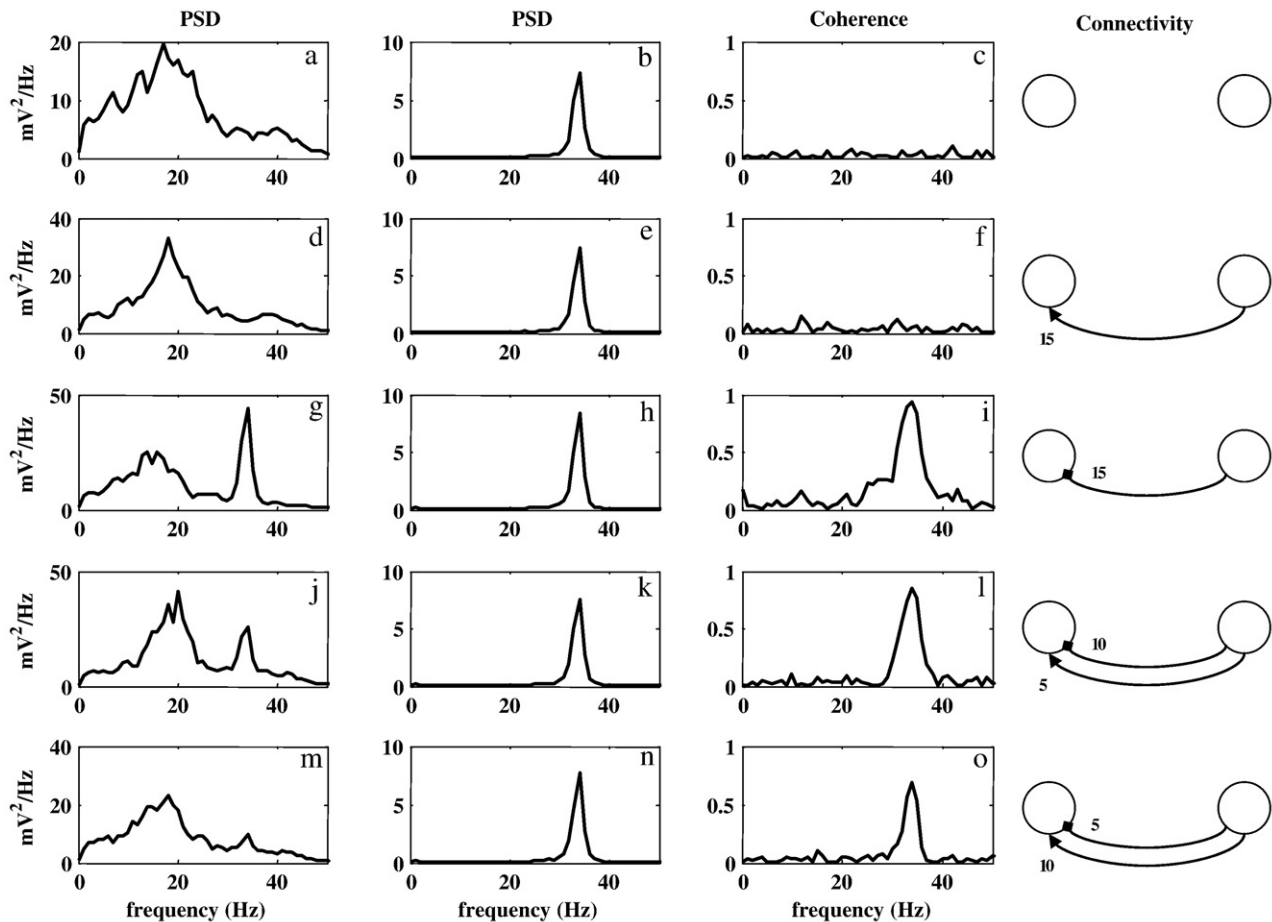 PSD PSD Coherence Connectivity
mV²/Hz 20 10 0 a 0 20 40
10 5 0 b 0 20 40
1 0.5 0 c 0 20 40
mV²/Hz 40 20 0 d 0 20 40
10 5 0 e 0 20 40
1 0.5 0 f 0 20 40
15
mV²/Hz 50 0 g 0 20 40
10 5 0 h 0 20 40
1 0.5 0 i 0 20 40
15
mV²/Hz 50 0 j 0 20 40
10 5 0 k 0 20 40
1 0.5 0 l 0 20 40
10
5
mV²/Hz 40 20 0 m 0 20 40
10 5 0 n 0 20 40
1 0.5 0 o 0 20 40
5
10
frequency (Hz) frequency (Hz) frequency (Hz)